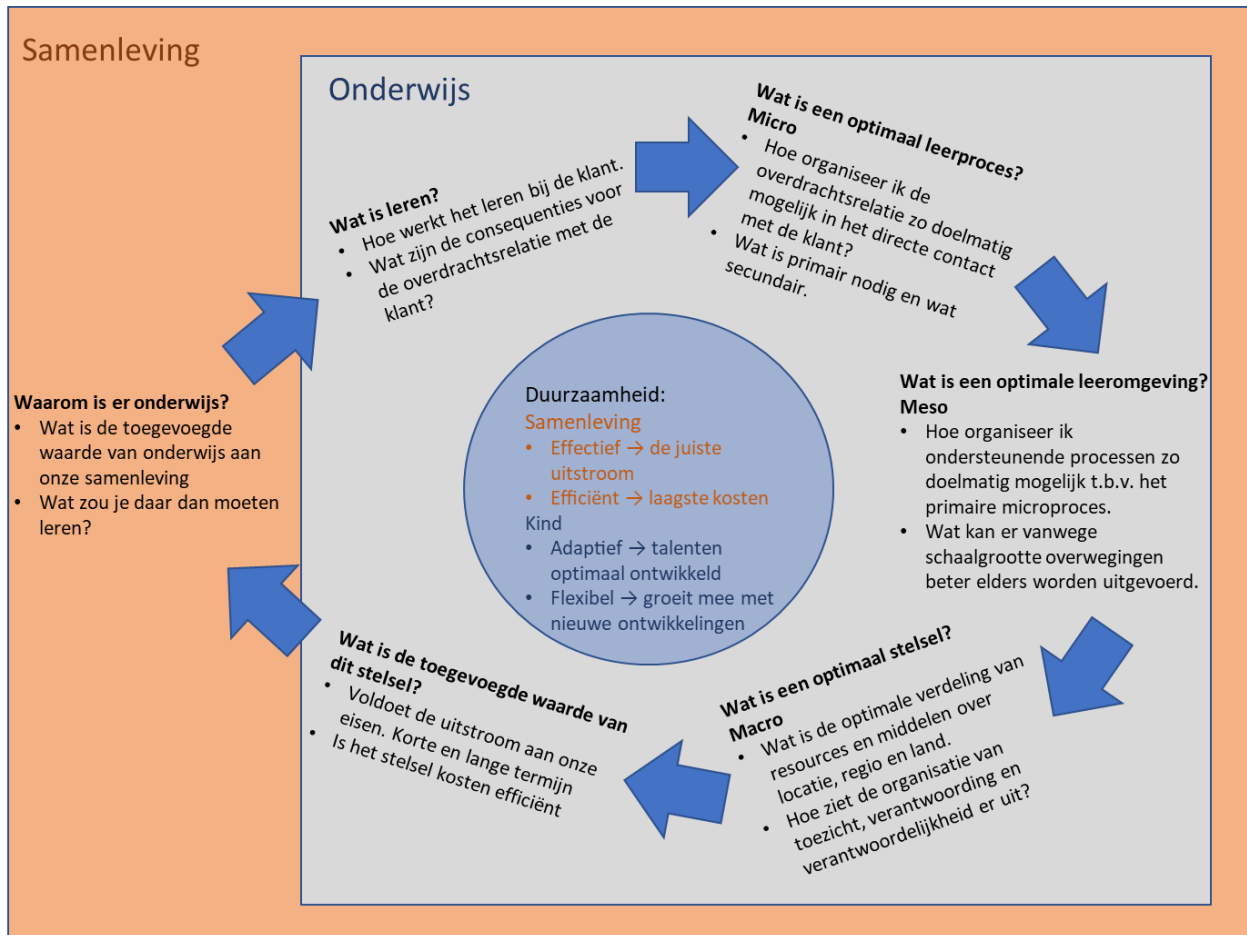 Samenleving
Onderwijs
Waarom is er onderwijs?
• Wat is de toegevoegde
waarde van onderwijs aan
onze samenleving
• Wat zou je daar dan moeten
leren?
Wat is leren?
• Hoe werkt het leren bij de klant.
• Wat zijn de consequenties voor
de overdrachtsrelatie met de
klant?
Wat is een optimaal leerproces?
Micro
• Hoe organiseer ik de
overdrachtsrelatie zo doelmatig
mogelijk in het directe contact
met de klant?
• Wat is primair nodig en wat
secundair.
Wat is een optimale leeromgeving?
Meso
• Hoe organiseer ik
ondersteunende processen zo
doelmatig mogelijk t.b.v. het
primaire microproces.
• Wat kan er vanwege
schaalgrootte overwegingen
beter elders worden uitgevoerd.
Wat is een optimaal stelsel?
Macro
• Wat is de optimale verdeling van
resources en middelen over
locatie, regio en land.
• Hoe ziet de organisatie van
toezicht, verantwoording en
verantwoordelijkheid er uit?
Wat is de toegevoegde waarde van
dit stelsel?
• Voldoet de uitstroom aan onze
eisen. Korte en lange termijn
• Is het stelsel kosten efficiënt
Duurzaamheid:
Samenleving
• Effectief → de juiste
uitstroom
• Efficiënt → laagste kosten
Kind
• Adaptief → talenten
optimaal ontwikkeld
• Flexibel → groeit mee met
nieuwe ontwikkelingen